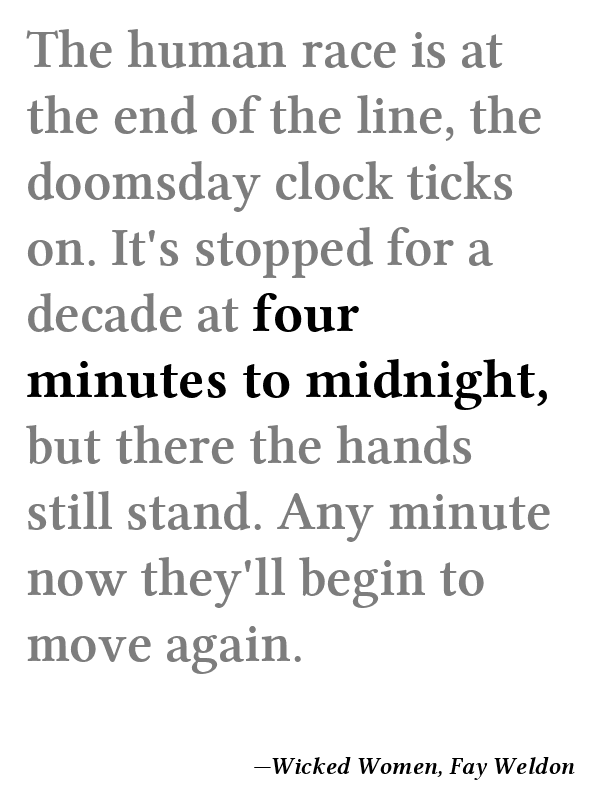 The human race is at
the end of the line, the
doomsday clock ticks
on. It's stopped for a
decade at four
minutes to midnight,
but there the hands
still stand. Any minute
now they'll begin to
move again.
—Wicked Women, Fay Weldon